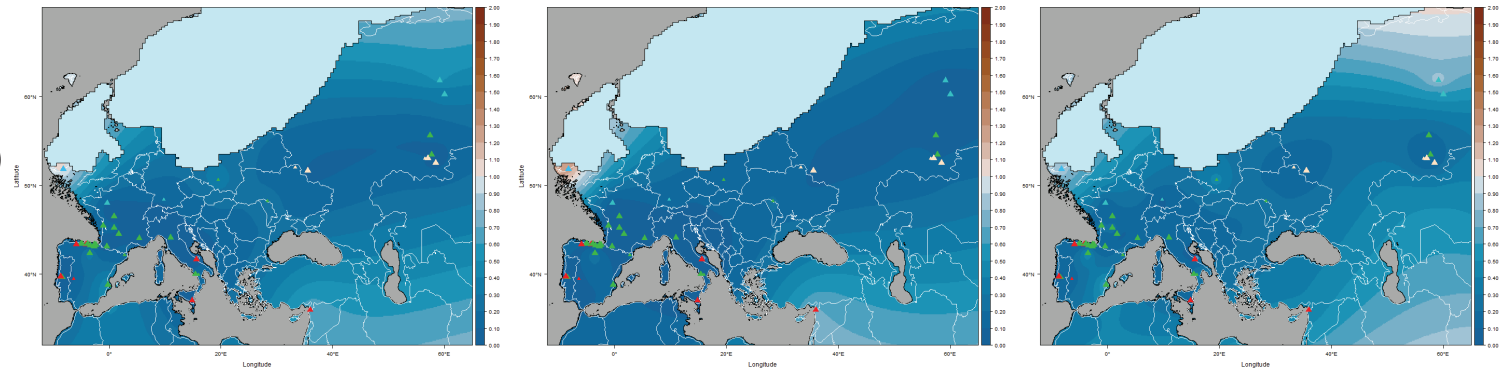 60°N
50°N
40°N
Latitude
0°
20°E
40°E
60°E
Longitude
2.00
1.90
1.80
1.70
1.60
1.50
1.40
1.30
1.20
1.10
1.00
0.90
0.80
0.70
0.60
0.50
0.40
0.30
0.20
0.10
0.00
60°N
50°N
40°N
Latitude
0°
20°E
40°E
60°E
Longitude
2.00
1.90
1.80
1.70
1.60
1.50
1.40
1.30
1.20
1.10
1.00
0.90
0.80
0.70
0.60
0.50
0.40
0.30
0.20
0.10
0.00
60°N
50°N
40°N
Latitude
0°
20°E
40°E
60°E
Longitude
2.00
1.90
1.80
1.70
1.60
1.50
1.40
1.30
1.20
1.10
1.00
0.90
0.80
0.70
0.60
0.50
0.40
0.30
0.20
0.10
0.00